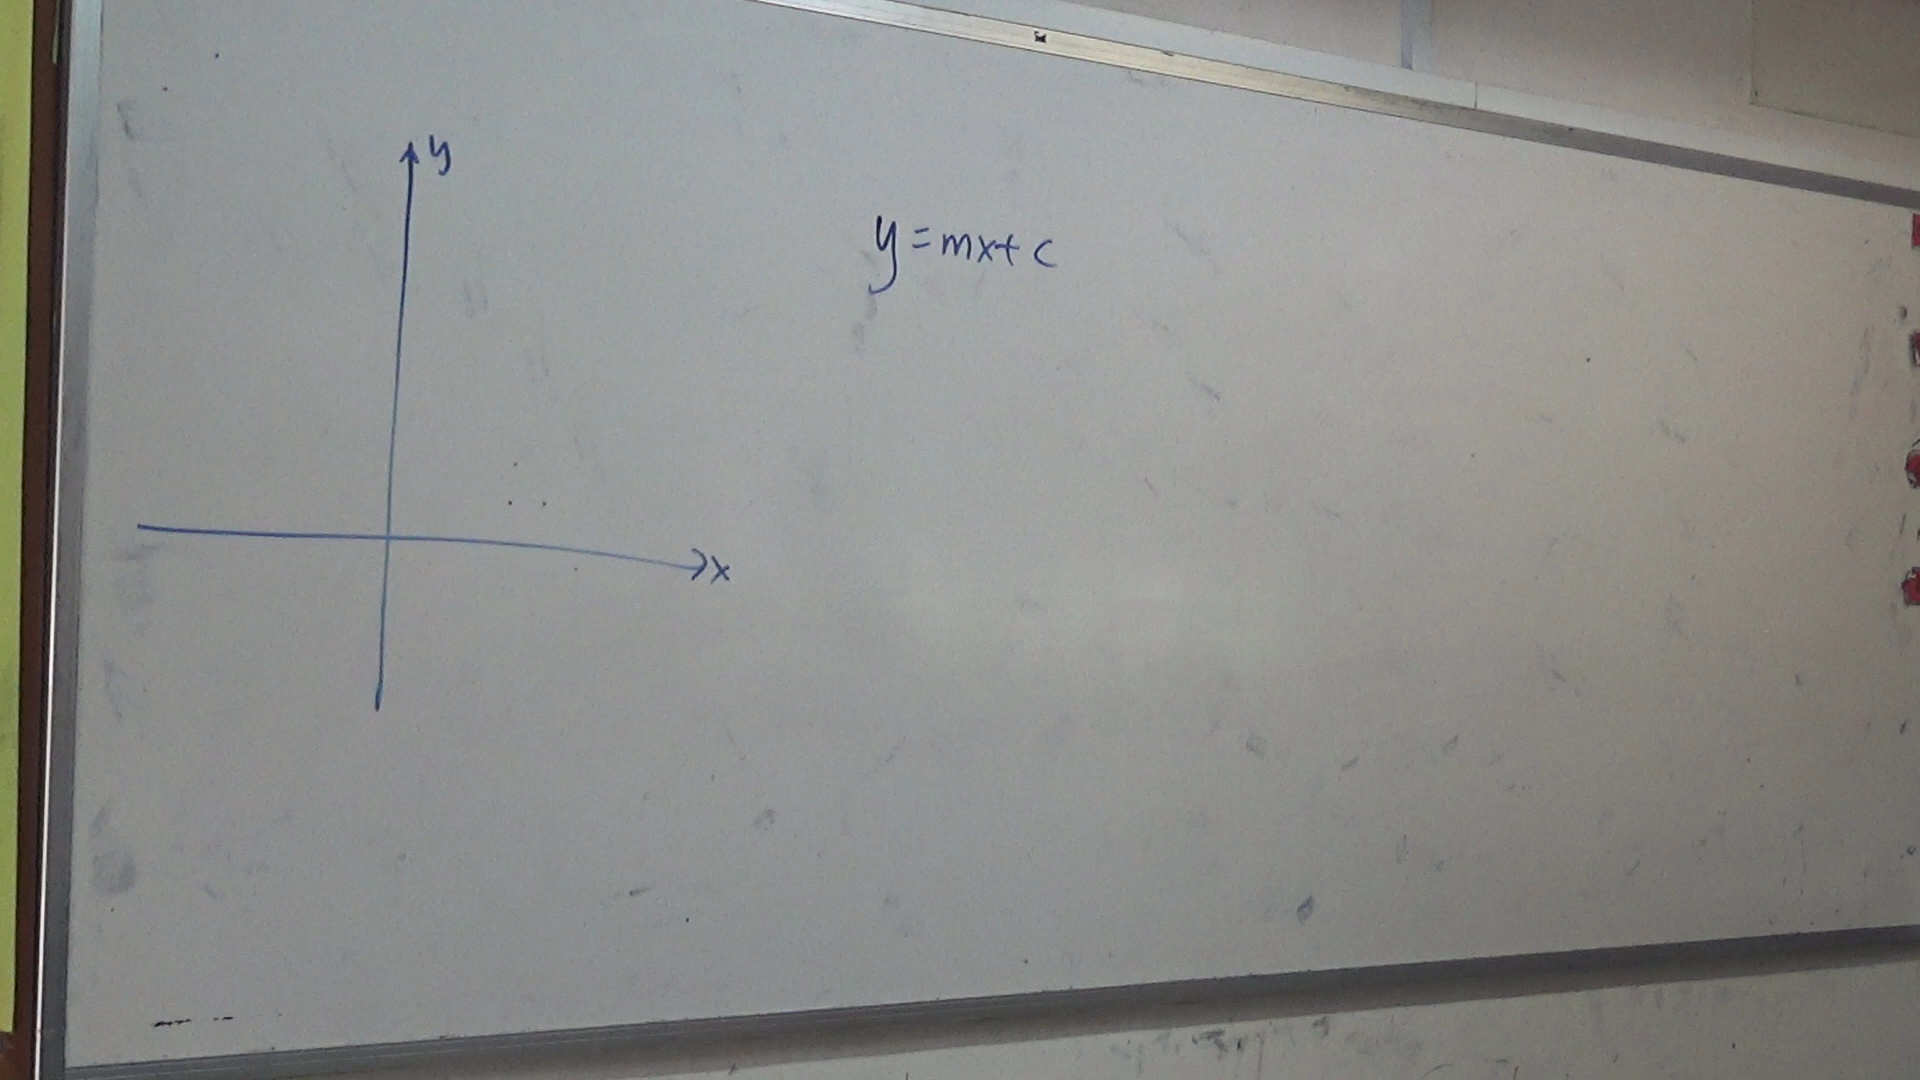 y
y = mx + c
x